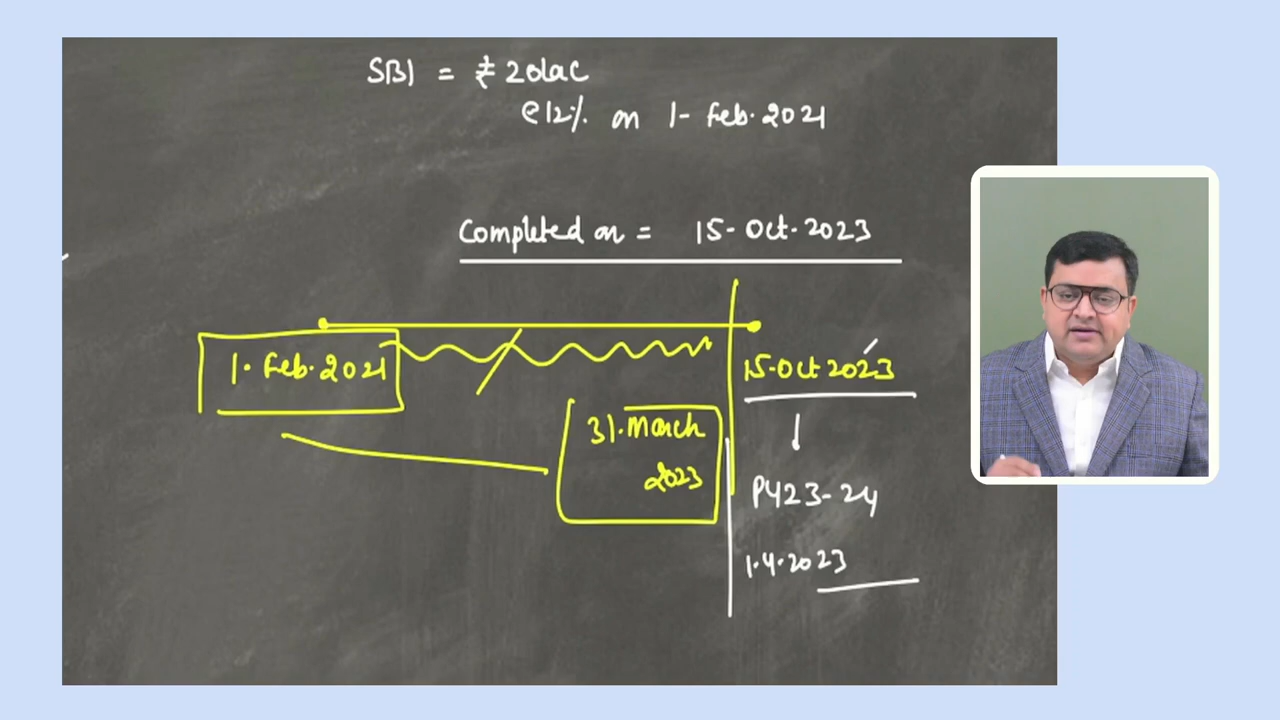 SBI = ₹ 20lac
@12% on 1- Feb. 2021
Completed on = 15- Oct. 2023
1. Feb. 2021
15-Oct 2023
31. March
2023
PY23-24
1.4.2023